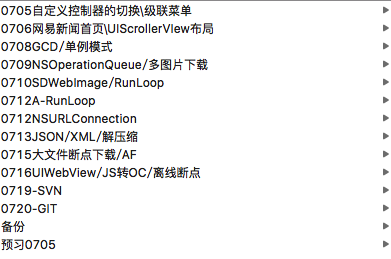 0705自定义控制器的切换\级联菜单
0706网易新闻首页\UIScrollerVIew布局
0708GCD/单例模式
0709NSOperationQueue/多图片下载
0710SDWebImage/RunLoop
0712A-RunLoop
0712NSURLConnection
0713JSON/XML/解压缩
0715大文件断点下载/AF
0716UIWebView/JS转OC/离线断点
0719-SVN
0720-GIT
备份
预习0705